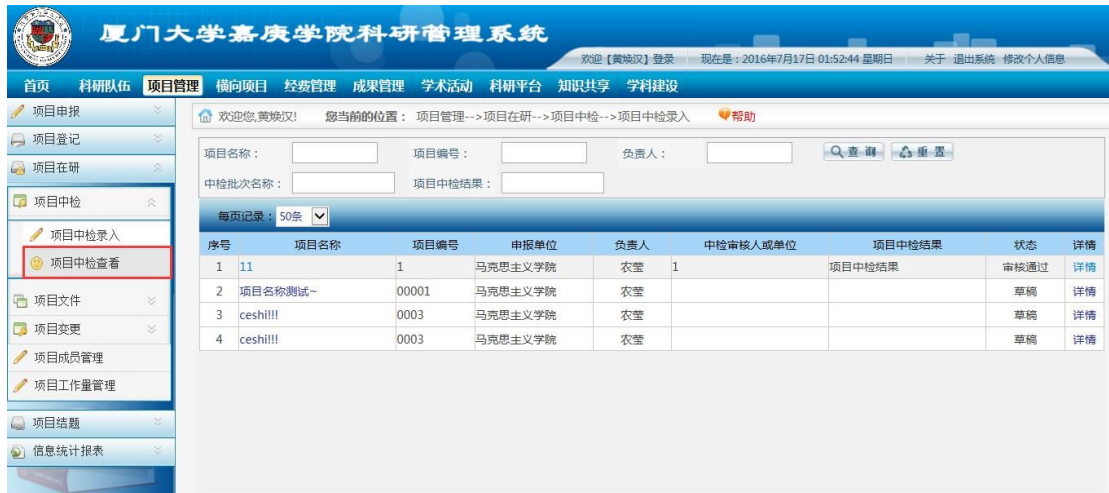 厦门大学嘉庚学院科研管理系统
欢迎【黄焕汉】登录 现在是：2016年7月17日 01:52:44 星期日 关于 退出系统 修改个人信息
首页 科研队伍 项目管理 横向项目 经费管理 成果管理 学术活动 科研平台 知识共享 学科建设
项目申报
项目登记
项目在研
项目中检
项目中检录入
项目中检查看
项目文件
项目变更
项目成员管理
项目工作量管理
项目结题
信息统计报表
欢迎您,黄焕汉! 您当前的位置： 项目管理-->项目在研-->项目中检-->项目中检录入 帮助
项目名称： 项目编号： 负责人： 查询 重置
中检批次名称： 项目中检结果：
每页记录：50条
序号 项目名称 项目编号 申报单位 负责人 中检审核人或单位 项目中检结果 状态 详情
1 11 1 马克思主义学院 农莹 1 项目中检结果 审核通过 详情
2 项目名称测试~ 00001 马克思主义学院 农莹 草稿 详情
3 ceshi!!! 0003 马克思主义学院 农莹 草稿 详情
4 ceshi!!! 0003 马克思主义学院 农莹 草稿 详情